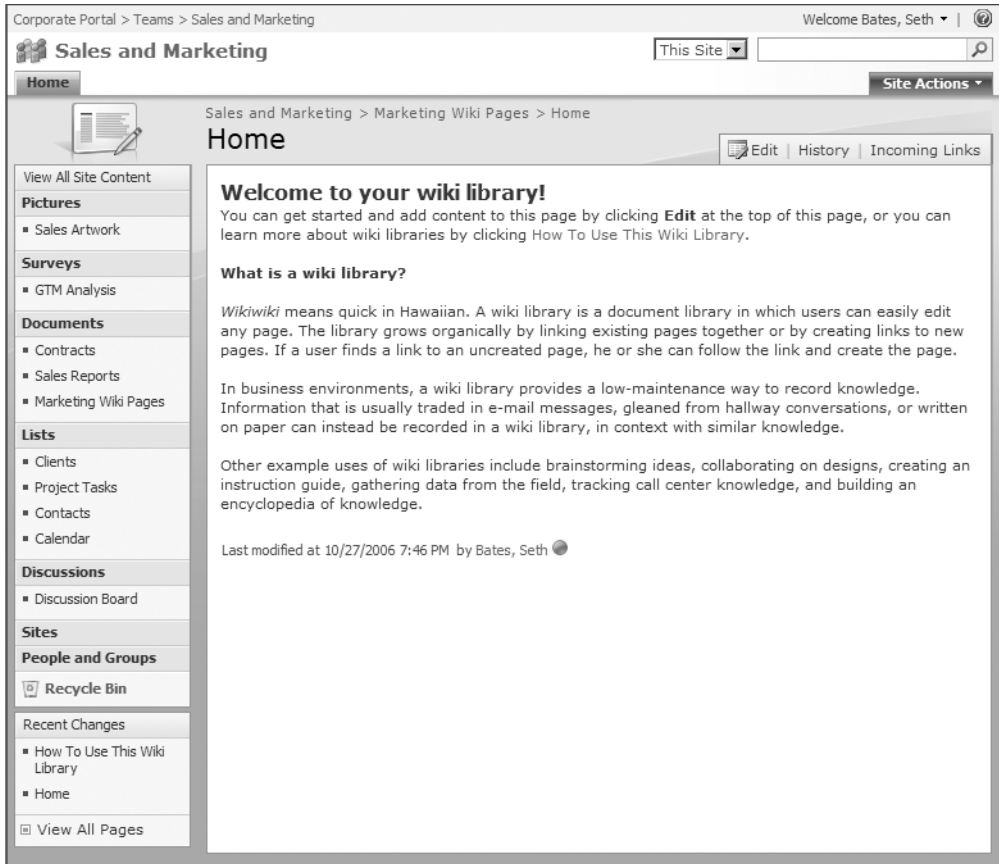 Corporate Portal > Teams > Sales and Marketing
Welcome Bates, Seth
Sales and Marketing
This Site
Home
Site Actions
Sales and Marketing > Marketing Wiki Pages > Home
Home
Edit | History | Incoming Links
View All Site Content
Pictures
Sales Artwork
Surveys
GTM Analysis
Documents
Contracts
Sales Reports
Marketing Wiki Pages
Lists
Clients
Project Tasks
Contacts
Calendar
Discussions
Discussion Board
Sites
People and Groups
Recycle Bin
Recent Changes
How To Use This Wiki
Library
Home
View All Pages
Welcome to your wiki library!
You can get started and add content to this page by clicking Edit at the top of this page, or you can
learn more about wiki libraries by clicking How To Use This Wiki Library.
What is a wiki library?
Wikiwiki means quick in Hawaiian. A wiki library is a document library in which users can easily edit
any page. The library grows organically by linking existing pages together or by creating links to new
pages. If a user finds a link to an uncreated page, he or she can follow the link and create the page.
In business environments, a wiki library provides a low-maintenance way to record knowledge.
Information that is usually traded in e-mail messages, gleaned from hallway conversations, or written
on paper can instead be recorded in a wiki library, in context with similar knowledge.
Other example uses of wiki libraries include brainstorming ideas, collaborating on designs, creating an
instruction guide, gathering data from the field, tracking call center knowledge, and building an
encyclopedia of knowledge.
Last modified at 10/27/2006 7:46 PM by Bates, Seth